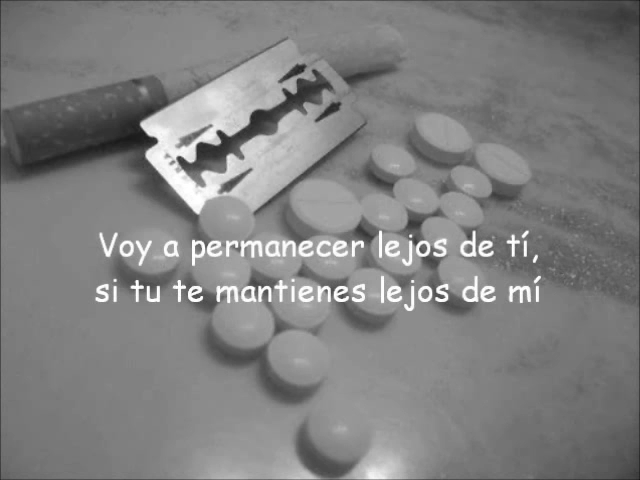 Voy a permanecer lejos de tí,
si tu te mantienes lejos de mí